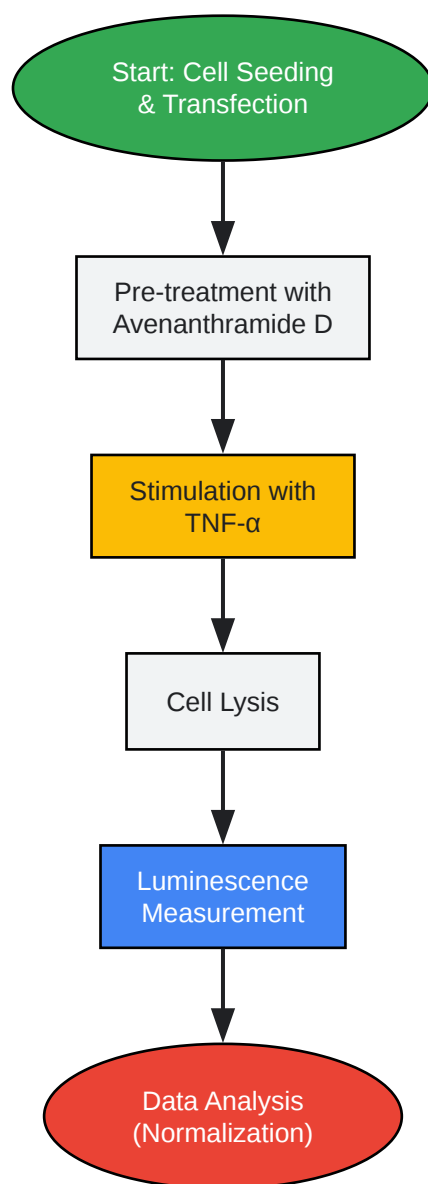 Start: Cell Seeding
& Transfection
Pre-treatment with
Avenanthramide D
Stimulation with
TNF-α
Cell Lysis
Luminescence
Measurement
Data Analysis
(Normalization)